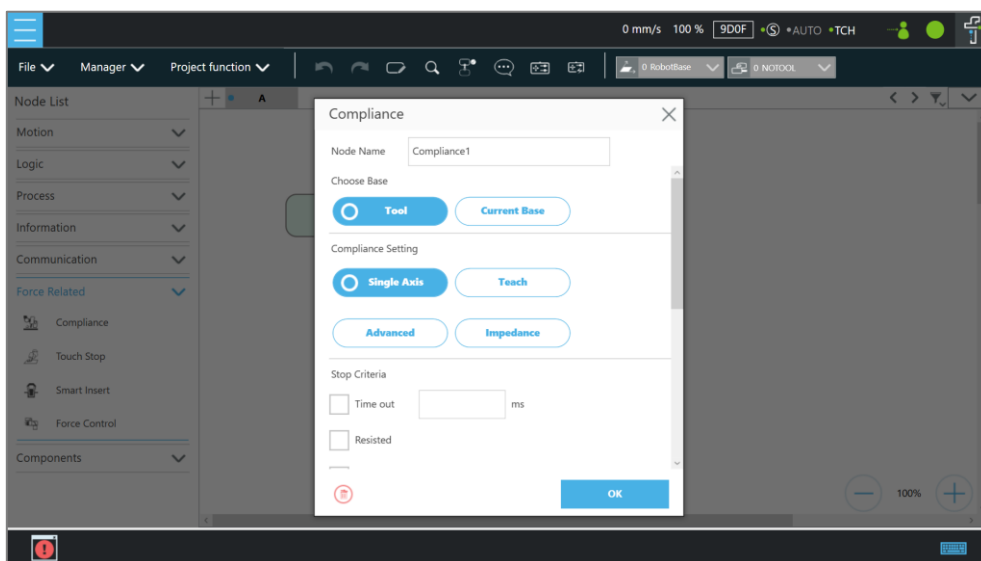 0 mm/s 100 % 9D0F •Ⓢ •AUTO •TCH
File Manager Project function 0 RobotBase 0 NOTOOL
Node List
+ • A
Motion
Logic
Process
Information
Communication
Force Related
Compliance
Touch Stop
Smart Insert
Force Control
Components
Compliance
Node Name Compliance1
Choose Base
Tool Current Base
Compliance Setting
Single Axis Teach
Advanced Impedance
Stop Criteria
Time out ms
Resisted
OK
100%